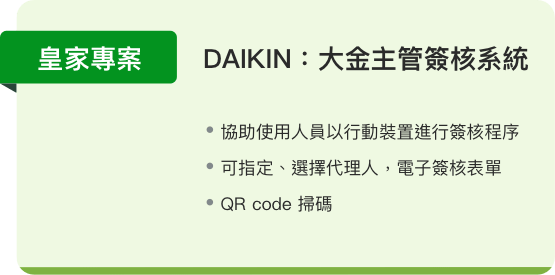 皇家專案
DAIKIN：大金主管簽核系統
協助使用人員以行動裝置進行簽核程序
可指定、選擇代理人，電子簽核表單
QR code 掃碼